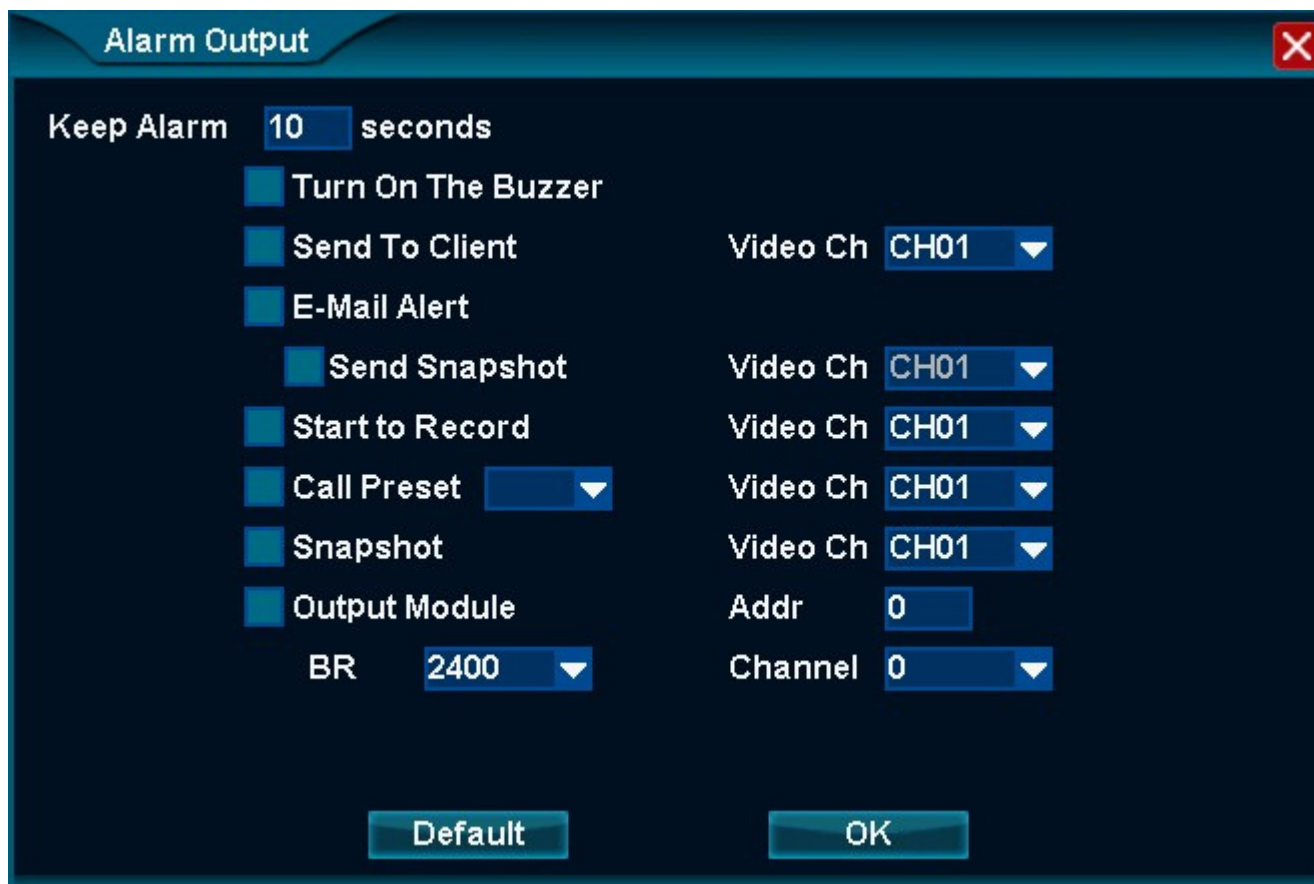 Alarm Output
Keep Alarm 10 seconds
Turn On The Buzzer
Send To Client Video Ch CH01
E-Mail Alert
Send Snapshot Video Ch CH01
Start to Record Video Ch CH01
Call Preset Video Ch CH01
Snapshot Video Ch CH01
Output Module Addr 0
BR 2400 Channel 0
Default OK